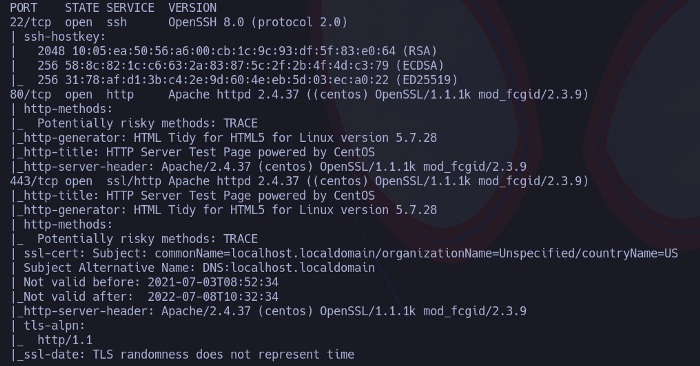 PORT    STATE SERVICE  VERSION
22/tcp  open  ssh      OpenSSH 8.0 (protocol 2.0)
| ssh-hostkey:
|   2048 10:05:ea:50:56:a6:00:cb:1c:9c:93:df:5f:83:e0:64 (RSA)
|   256 58:8c:82:1c:c6:63:2a:83:87:5c:2f:2b:4f:4d:c3:79 (ECDSA)
|_  256 31:78:af:d1:3b:c4:2e:9d:60:4e:eb:5d:03:ec:a0:22 (ED25519)
80/tcp  open  http     Apache httpd 2.4.37 ((centos) OpenSSL/1.1.1k mod_fcgid/2.3.9)
| http-methods:
|_  Potentially risky methods: TRACE
|_http-generator: HTML Tidy for HTML5 for Linux version 5.7.28
|_http-title: HTTP Server Test Page powered by CentOS
|_http-server-header: Apache/2.4.37 (centos) OpenSSL/1.1.1k mod_fcgid/2.3.9
443/tcp open  ssl/http Apache httpd 2.4.37 ((centos) OpenSSL/1.1.1k mod_fcgid/2.3.9)
|_http-title: HTTP Server Test Page powered by CentOS
|_http-generator: HTML Tidy for HTML5 for Linux version 5.7.28
| http-methods:
|_  Potentially risky methods: TRACE
| ssl-cert: Subject: commonName=localhost.localdomain/organizationName=Unspecified/countryName=US
| Subject Alternative Name: DNS:localhost.localdomain
| Not valid before: 2021-07-03T08:52:34
|_Not valid after:  2022-07-08T10:32:34
|_http-server-header: Apache/2.4.37 (centos) OpenSSL/1.1.1k mod_fcgid/2.3.9
| tls-alpn:
|_  http/1.1
|_ssl-date: TLS randomness does not represent time